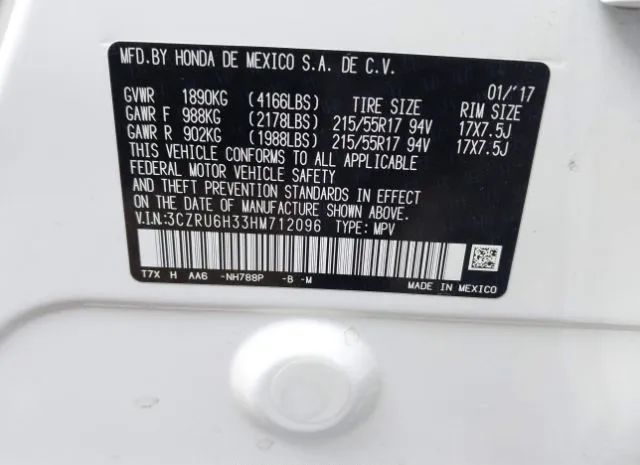 MFD.BY HONDA DE MEXICO S.A. DE C.V.
01/'17
GVWR 1890KG (4166LBS) TIRE SIZE RIM SIZE
GAWR F 988KG (2178LBS) 215/55R17 94V 17X7.5J
GAWR R 902KG (1988LBS) 215/55R17 94V 17X7.5J
THIS VEHICLE CONFORMS TO ALL APPLICABLE
FEDERAL MOTOR VEHICLE SAFETY
AND THEFT PREVENTION STANDARDS IN EFFECT
ON THE DATE OF MANUFACTURE SHOWN ABOVE.
V.I.N:3CZRU6H33HM712096 TYPE: MPV
T7X H AA6 -NH788P -B -M
MADE IN MEXICO